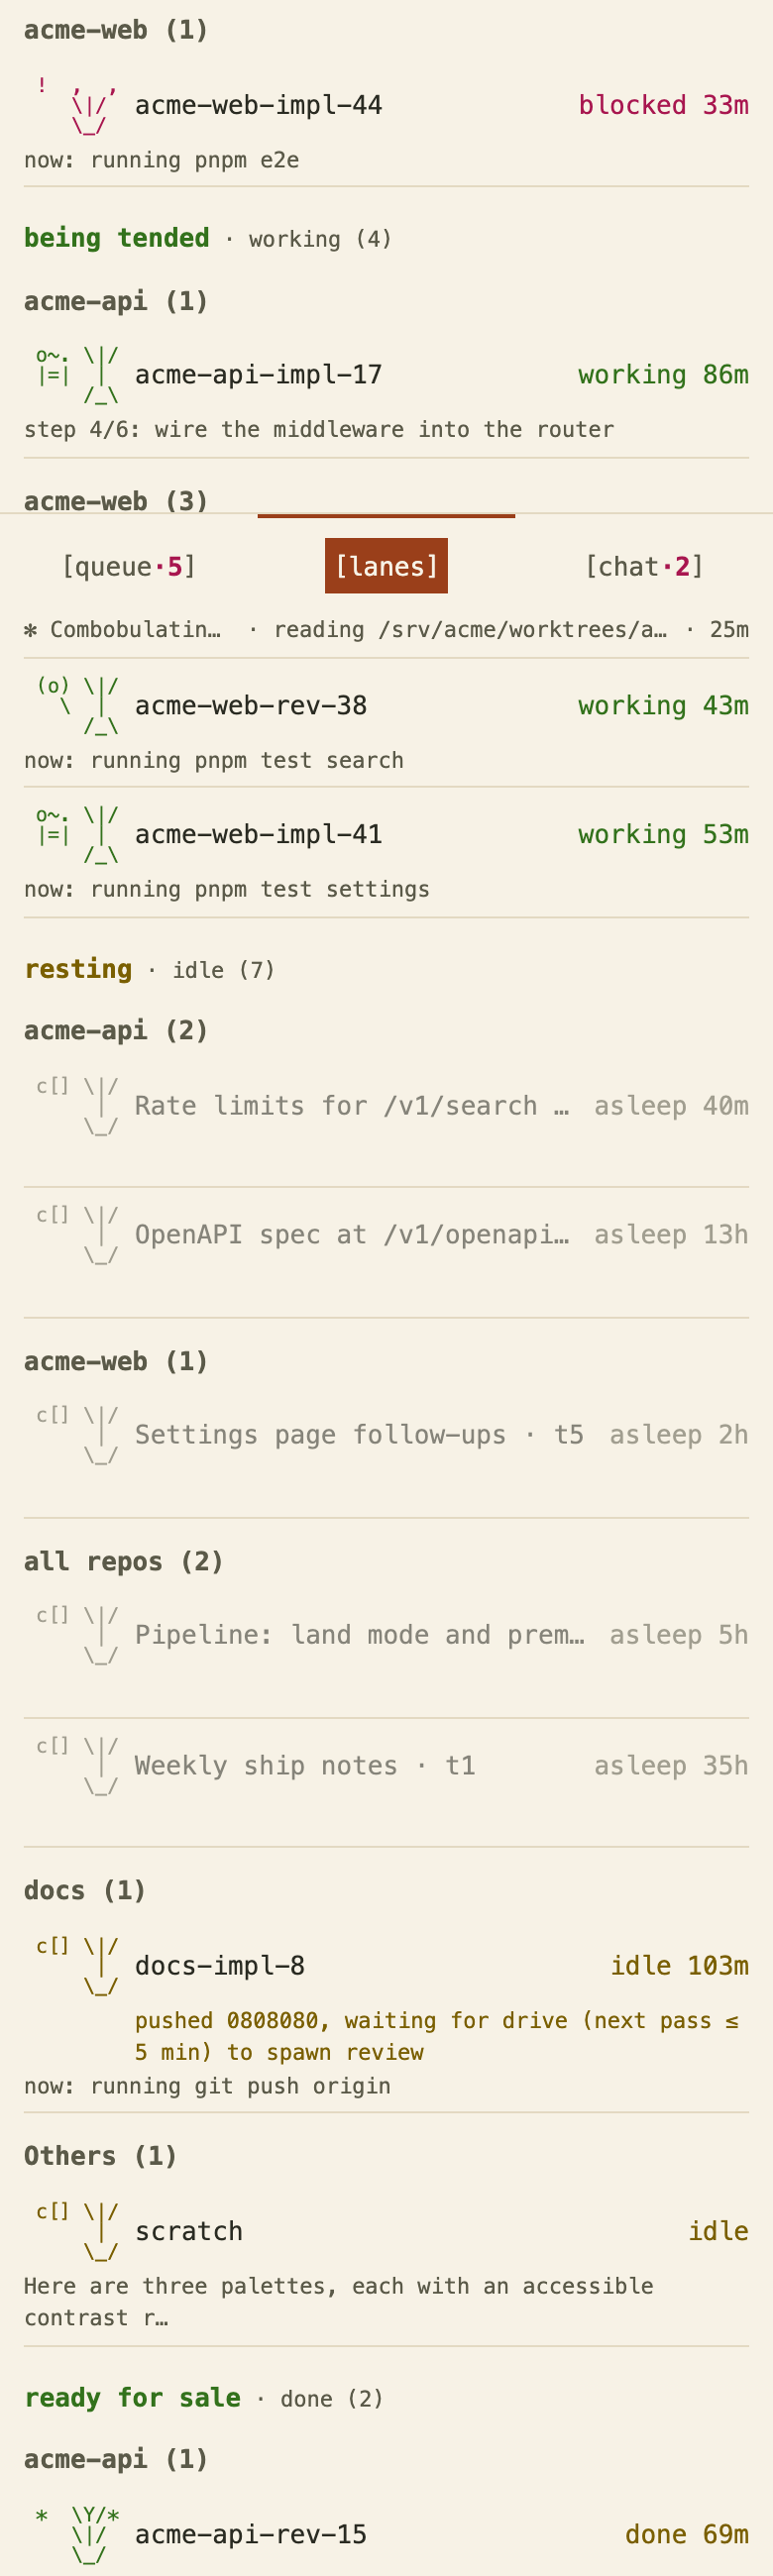 acme-web (1)
! , ,
\|/ acme-web-impl-44 blocked 33m
\_/
now: running pnpm e2e
being tended · working (4)
acme-api (1)
o~. \|/
|=| | acme-api-impl-17 working 86m
/_\
step 4/6: wire the middleware into the router
acme-web (3)
[queue·5] [lanes] [chat·2]
✻ Combobulatin… · reading /srv/acme/worktrees/a… · 25m
(o) \|/
\ | acme-web-rev-38 working 43m
/_\
now: running pnpm test search
o~. \|/
|=| | acme-web-impl-41 working 53m
/_\
now: running pnpm test settings
resting · idle (7)
acme-api (2)
c[] \|/
| Rate limits for /v1/search … asleep 40m
\_/
c[] \|/
| OpenAPI spec at /v1/openapi… asleep 13h
\_/
acme-web (1)
c[] \|/
| Settings page follow-ups · t5 asleep 2h
\_/
all repos (2)
c[] \|/
| Pipeline: land mode and prem… asleep 5h
\_/
c[] \|/
| Weekly ship notes · t1 asleep 35h
\_/
docs (1)
c[] \|/
| docs-impl-8 idle 103m
\_/
pushed 0808080, waiting for drive (next pass ≤
5 min) to spawn review
now: running git push origin
Others (1)
c[] \|/
| scratch idle
\_/
Here are three palettes, each with an accessible
contrast r…
ready for sale · done (2)
acme-api (1)
* \Y/*
\|/ acme-api-rev-15 done 69m
\_/